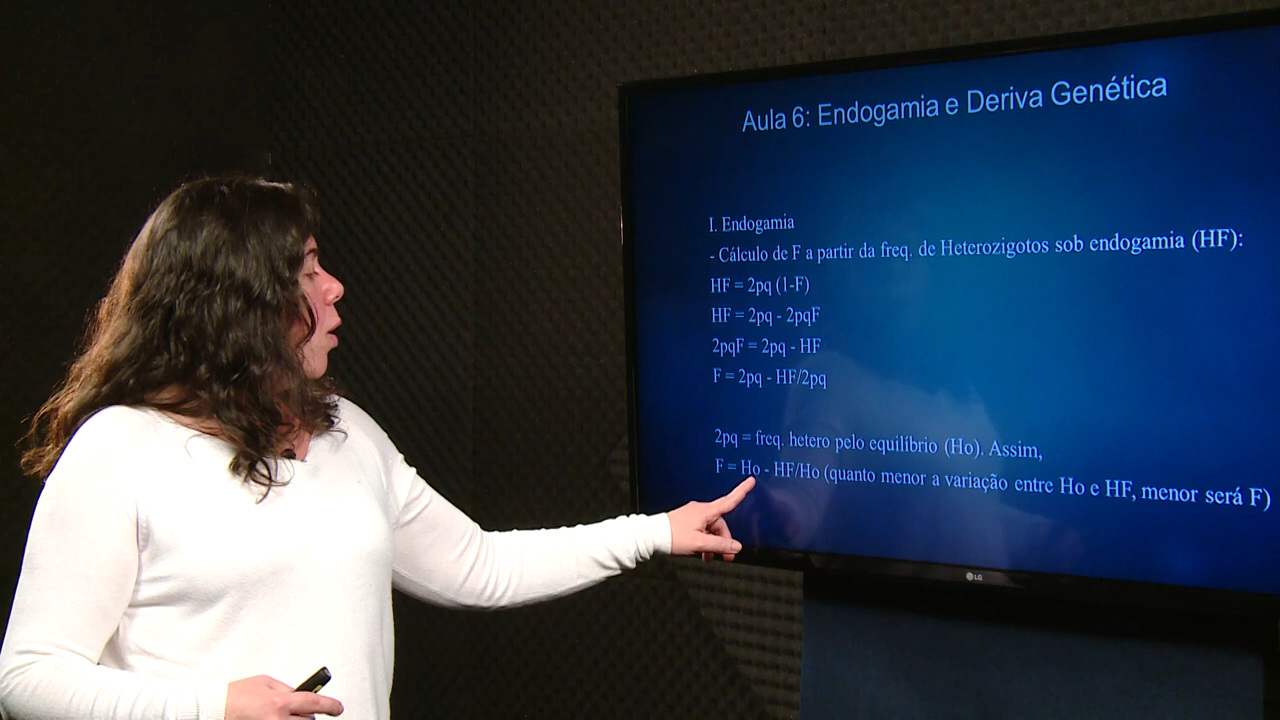 Aula 6: Endogamia e Deriva Genética
I. Endogamia
- Cálculo de F a partir da freq. de Heterozigotos sob endogamia (HF):
HF = 2pq (1-F)
HF = 2pq - 2pqF
2pqF = 2pq - HF
F = 2pq - HF/2pq
2pq = freq. hetero pelo equilíbrio (Ho). Assim,
F = Ho - HF/Ho (quanto menor a variação entre Ho e HF, menor será F)
LG